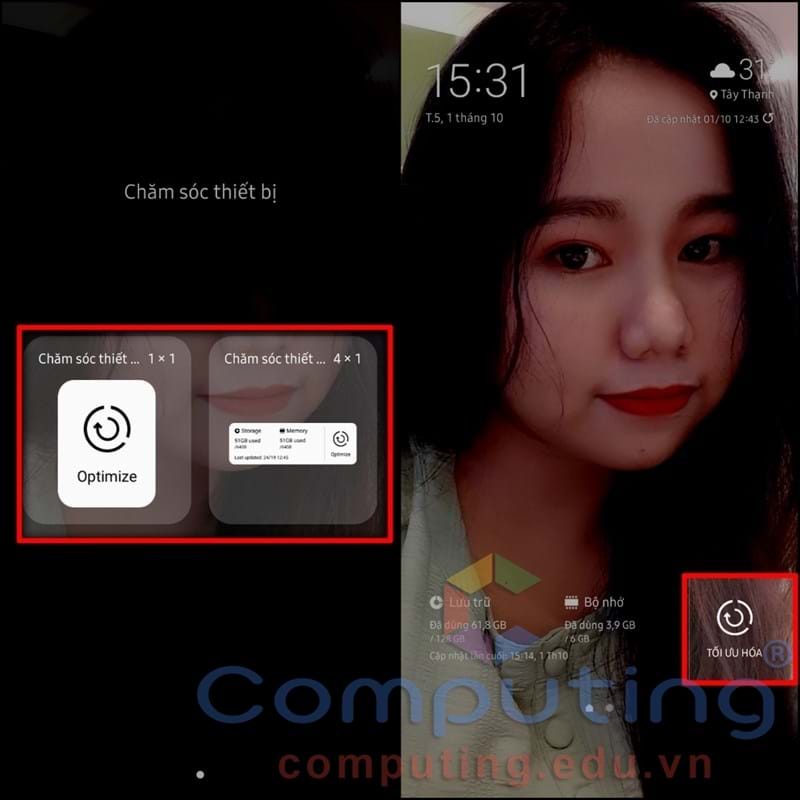 Chăm sóc thiết bị
Chăm sóc thiết ... 1 × 1
Optimize
Chăm sóc thiết ... 4 × 1
Storage
51GB used
/64GB
Memory
51GB used
/64GB
Last updated: 24/19 12:45
Optimize
15:31
T.5, 1 tháng 10
31°
Tây Thạnh
Đã cập nhật 01/10 12:43
Lưu trữ
Đã dùng 61,8 GB
/ 128 GB
Bộ nhớ
Đã dùng 3,9 GB
/ 6 GB
Cập nhật lần cuối: 15:14, 1 Th10
TỐI ƯU HÓA
Computing®
computing.edu.vn